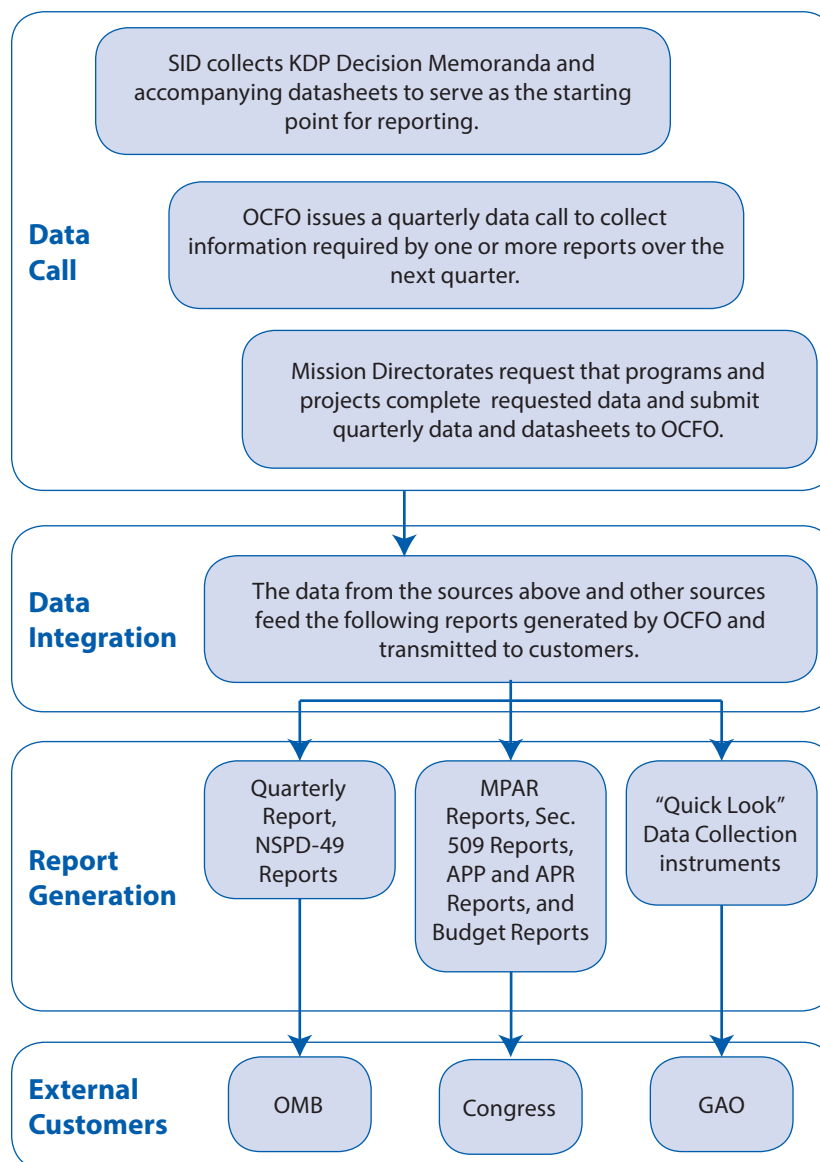 SID collects KDP Decision Memoranda and
accompanying datasheets to serve as the starting
point for reporting.
Data
Call
OCFO issues a quarterly data call to collect
information required by one or more reports over the
next quarter.
Mission Directorates request that programs and
projects complete requested data and submit
quarterly data and datasheets to OCFO.
Data
Integration
The data from the sources above and other sources
feed the following reports generated by OCFO and
transmitted to customers.
Report
Generation
Quarterly
Report,
NSPD-49
Reports
MPAR
Reports, Sec.
509 Reports,
APP and APR
Reports, and
Budget Reports
“Quick Look”
Data Collection
instruments
External
Customers
OMB
Congress
GAO